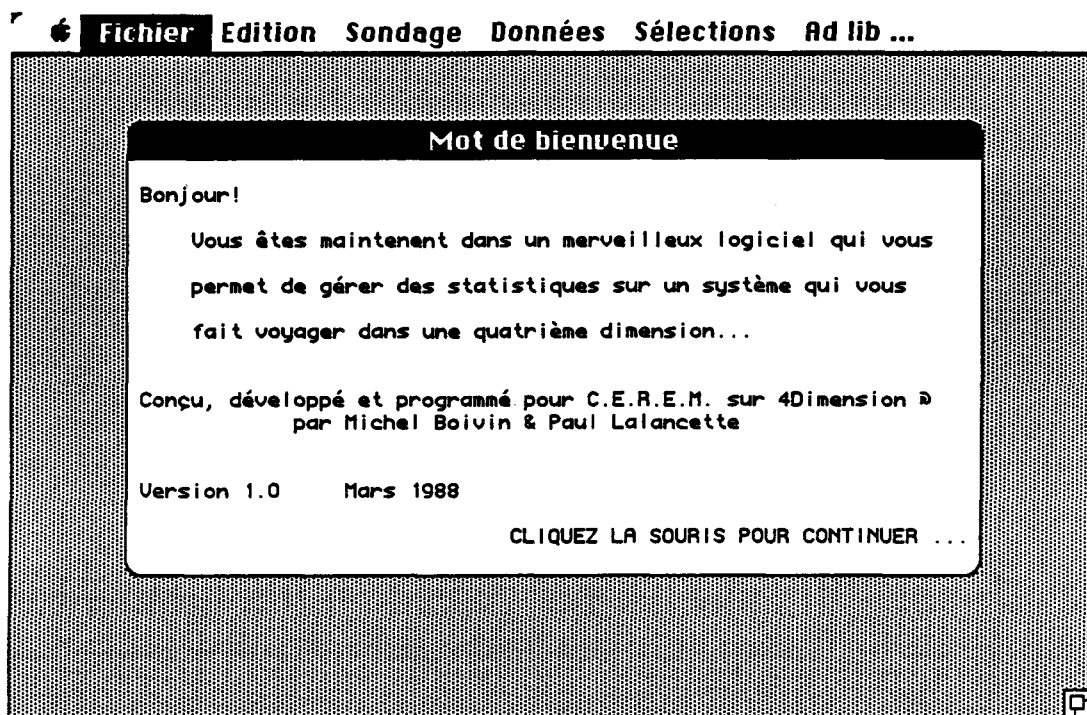 Fichier Edition Sondage Données Sélections Ad lib ...
Mot de bienvenue
Bonjour!
Vous êtes maintenent dans un merveilleux logiciel qui vous
permet de gérer des statistiques sur un système qui vous
fait voyager dans une quatrième dimension...
Conçu, développé et programmé pour C.E.R.E.M. sur 4Dimension
par Michel Boivin & Paul Lalancette
Version 1.0 Mars 1988
CLIQUEZ LA SOURIS POUR CONTINUER ...